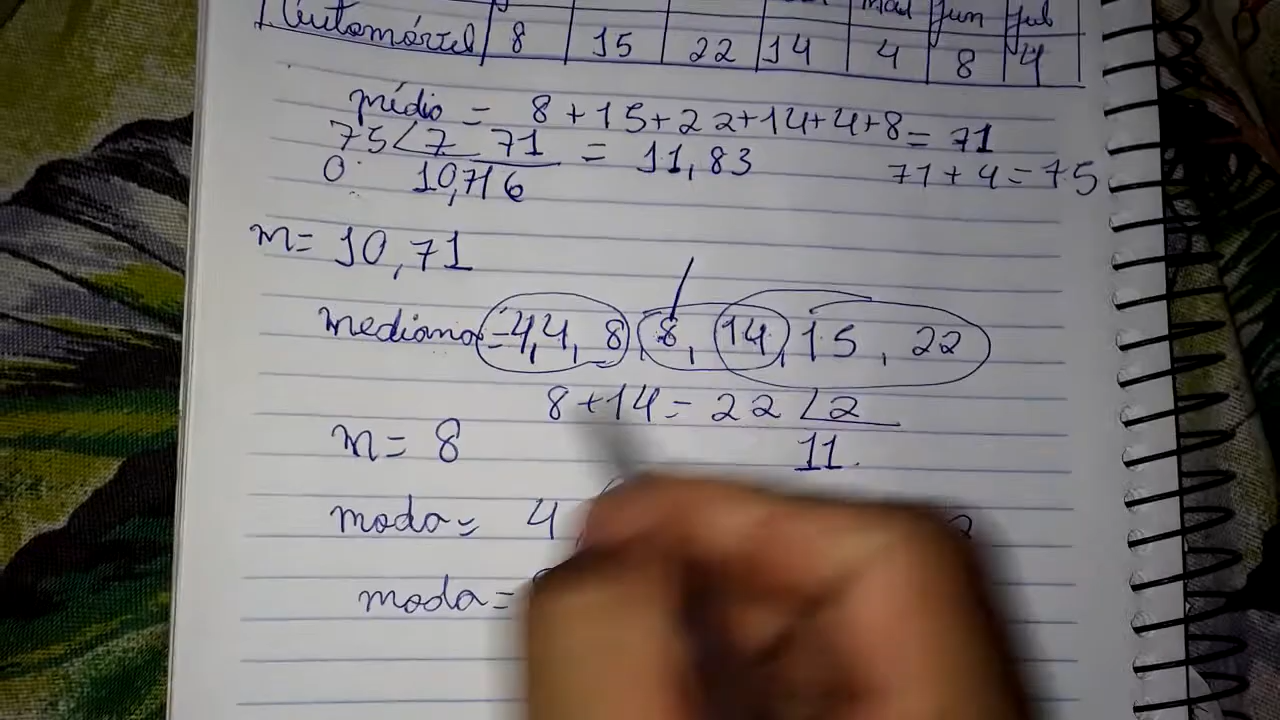 Jun Jul
Automóvel 8 15 22 14 4 8 4
média = 8 + 15 + 22 + 14 + 4 + 8 = 71
75 7 71 = 11,83 71 + 4 = 75
0 10,716
m = 10,71
mediana = 4, 4, 8, 8, 14, 15, 22
8 + 14 = 22 2
m = 8 11
moda = 4
moda =